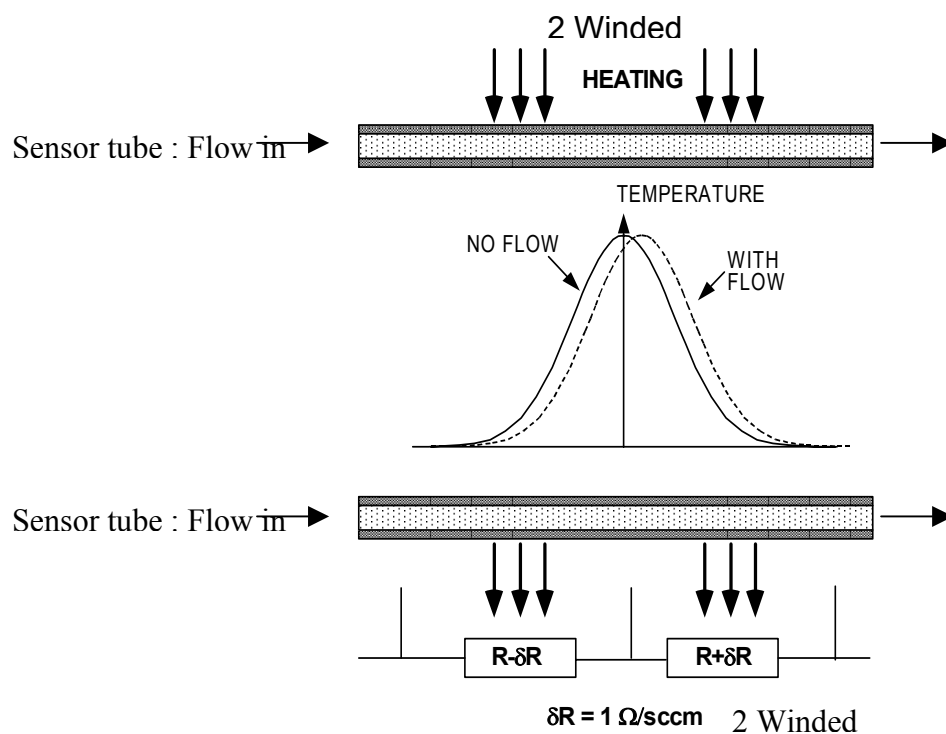 2 Winded
HEATING
Sensor tube : Flow in
TEMPERATURE
NO FLOW
WITH
FLOW
Sensor tube : Flow in
R-δR
R+δR
δR = 1 Ω/sccm
2 Winded